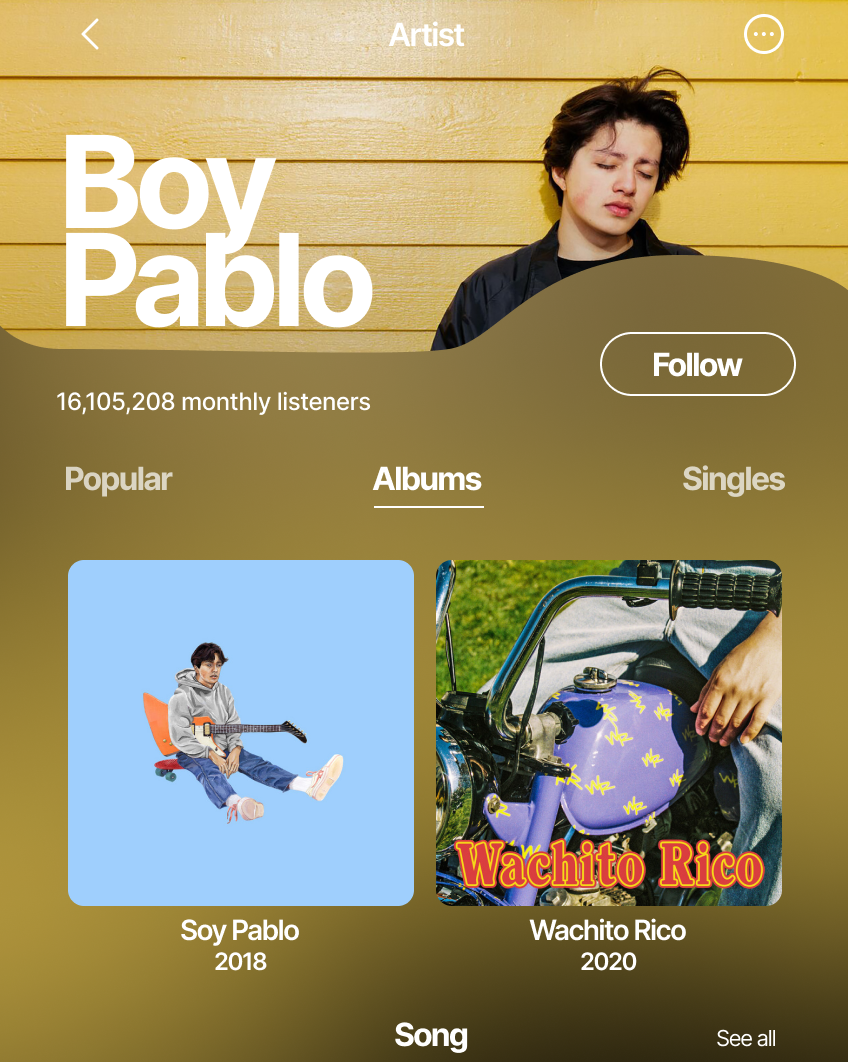 Artist
Boy
Pablo
Follow
16,105,208 monthly listeners
Popular Albums Singles
Wachito Rico
Soy Pablo
2018
Wachito Rico
2020
Song
See all